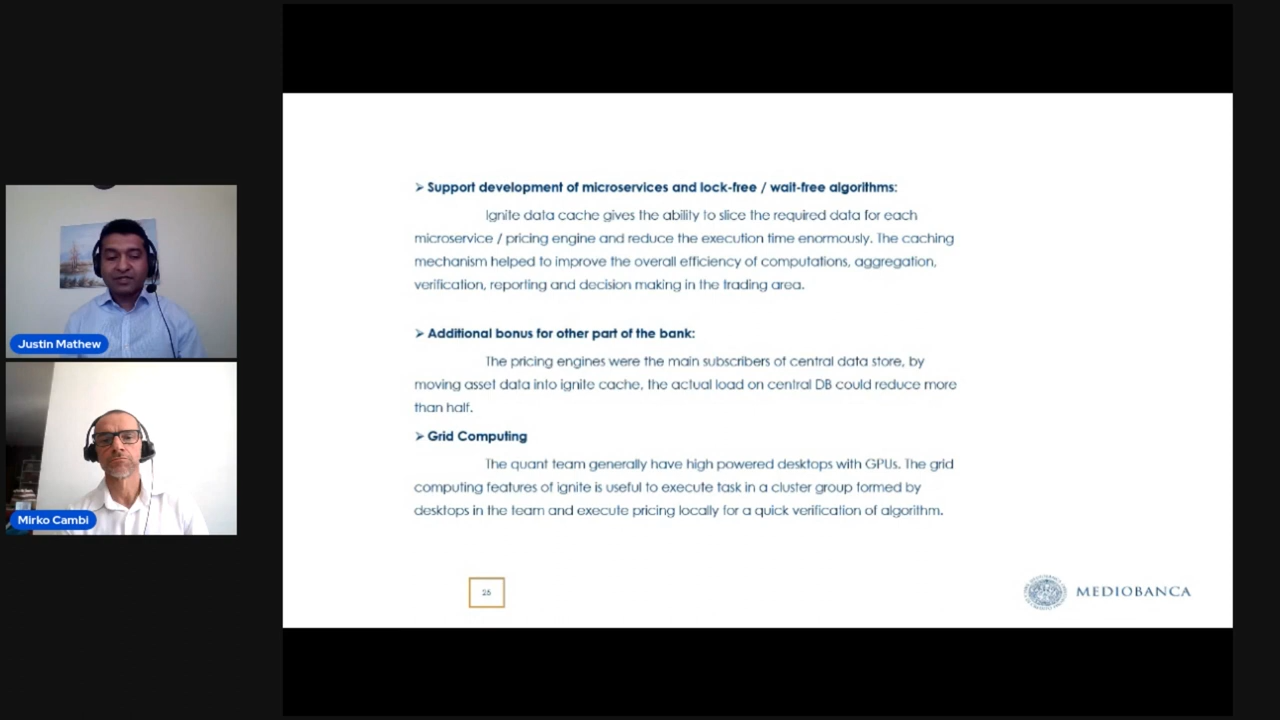 Support development of microservices and lock-free / wait-free algorithms:
Ignite data cache gives the ability to slice the required data for each
microservice / pricing engine and reduce the execution time enormously. The caching
mechanism helped to improve the overall efficiency of computations, aggregation,
verification, reporting and decision making in the trading area.
Additional bonus for other part of the bank:
The pricing engines were the main subscribers of central data store, by
moving asset data into ignite cache, the actual load on central DB could reduce more
than half.
Grid Computing
The quant team generally have high powered desktops with GPUs. The grid
computing features of ignite is useful to execute task in a cluster group formed by
desktops in the team and execute pricing locally for a quick verification of algorithm.
MEDIOBANCA
Justin Mathew
Mirko Cambi